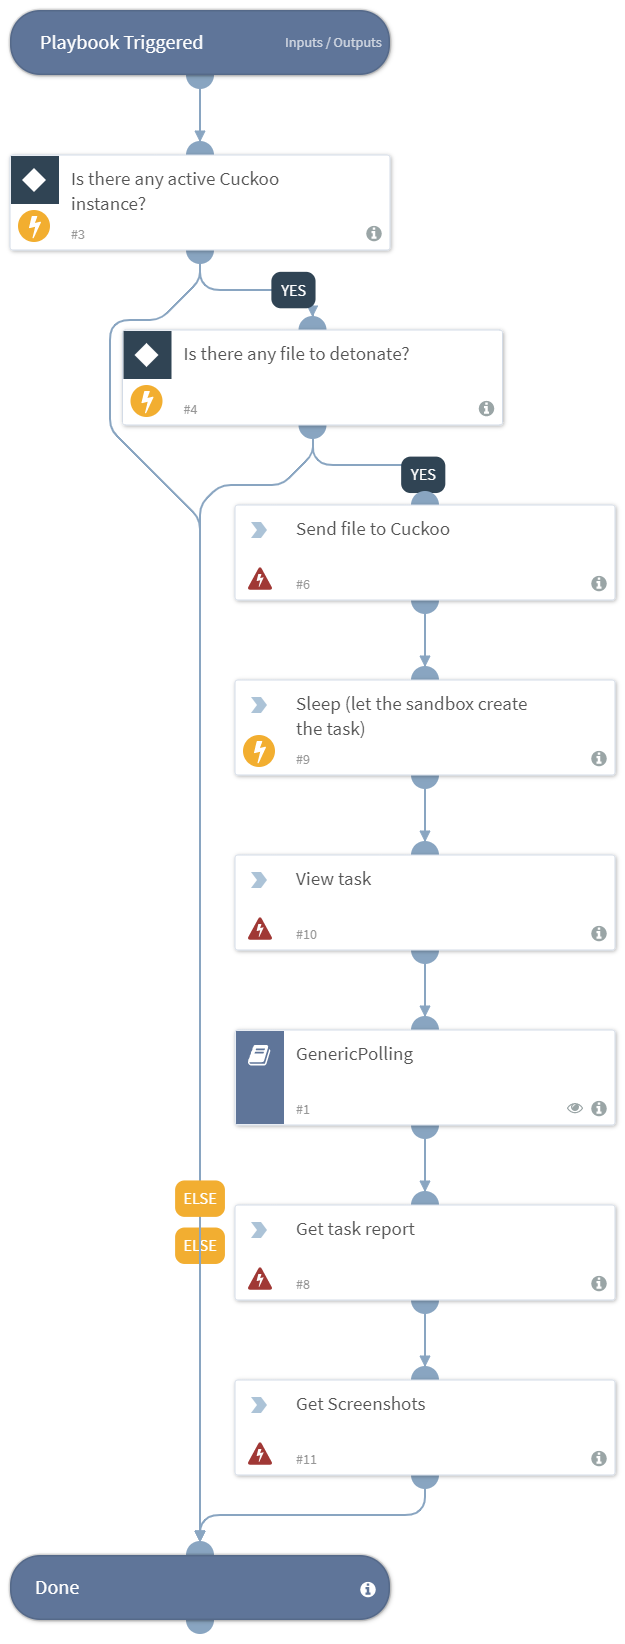 Playbook Triggered
Inputs / Outputs
Is there any active Cuckoo
instance?
#3
YES
Is there any file to detonate?
#4
YES
Send file to Cuckoo
#6
Sleep (let the sandbox create
the task)
#9
View task
#10
GenericPolling
#1
ELSE
Get task report
ELSE
#8
Get Screenshots
#11
Done